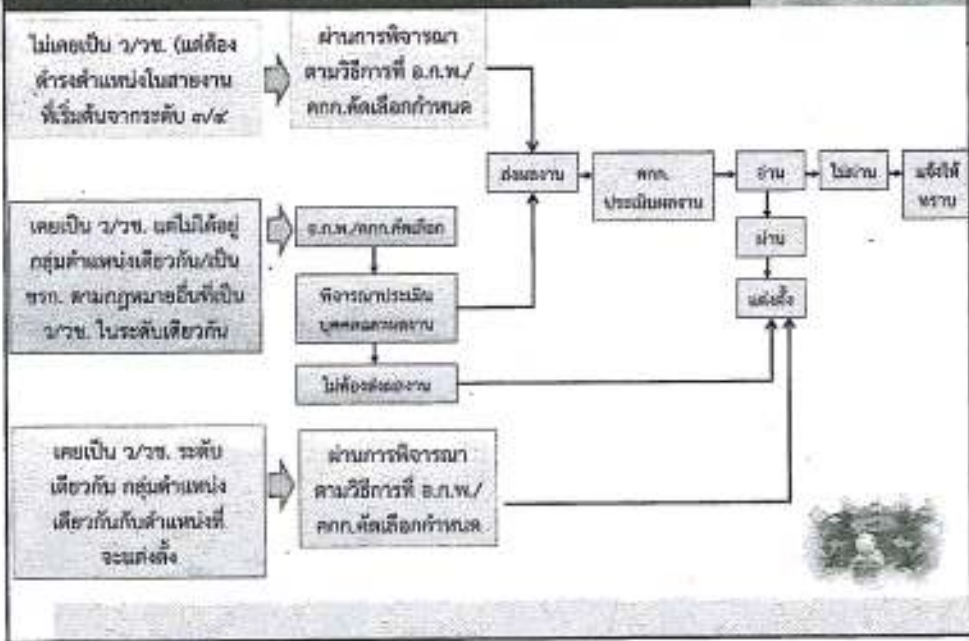 ไม่เคยเป็น ว/วช. (แต่ต้อง
ดำรงตำแหน่งในสายงาน
ที่เริ่มต้นจากระดับ ๓/๔
ผ่านการพิจารณา
ตามวิธีการที่ อ.ก.พ./
คกก.คัดเลือกกำหนด
ส่งผลงาน
คกก.
ประเมินผลงาน
อ่าน
ไม่ผ่าน
แจ้งให้
ทราบ
ผ่าน
แต่งตั้ง
เคยเป็น ว/วช. แต่ไม่ได้อยู่
กลุ่มตำแหน่งเดียวกัน/เป็น
ขรก. ตามกฎหมายอื่นที่เป็น
ว/วช. ในระดับเดียวกัน
อ.ก.พ./คกก.คัดเลือก
พิจารณาประเมิน
บุคคลและผลงาน
ไม่ต้องส่งผลงาน
เคยเป็น ว/วช. ระดับ
เดียวกัน กลุ่มตำแหน่ง
เดียวกันกับตำแหน่งที่
จะแต่งตั้ง
ผ่านการพิจารณา
ตามวิธีการที่ อ.ก.พ./
คกก.คัดเลือกกำหนด